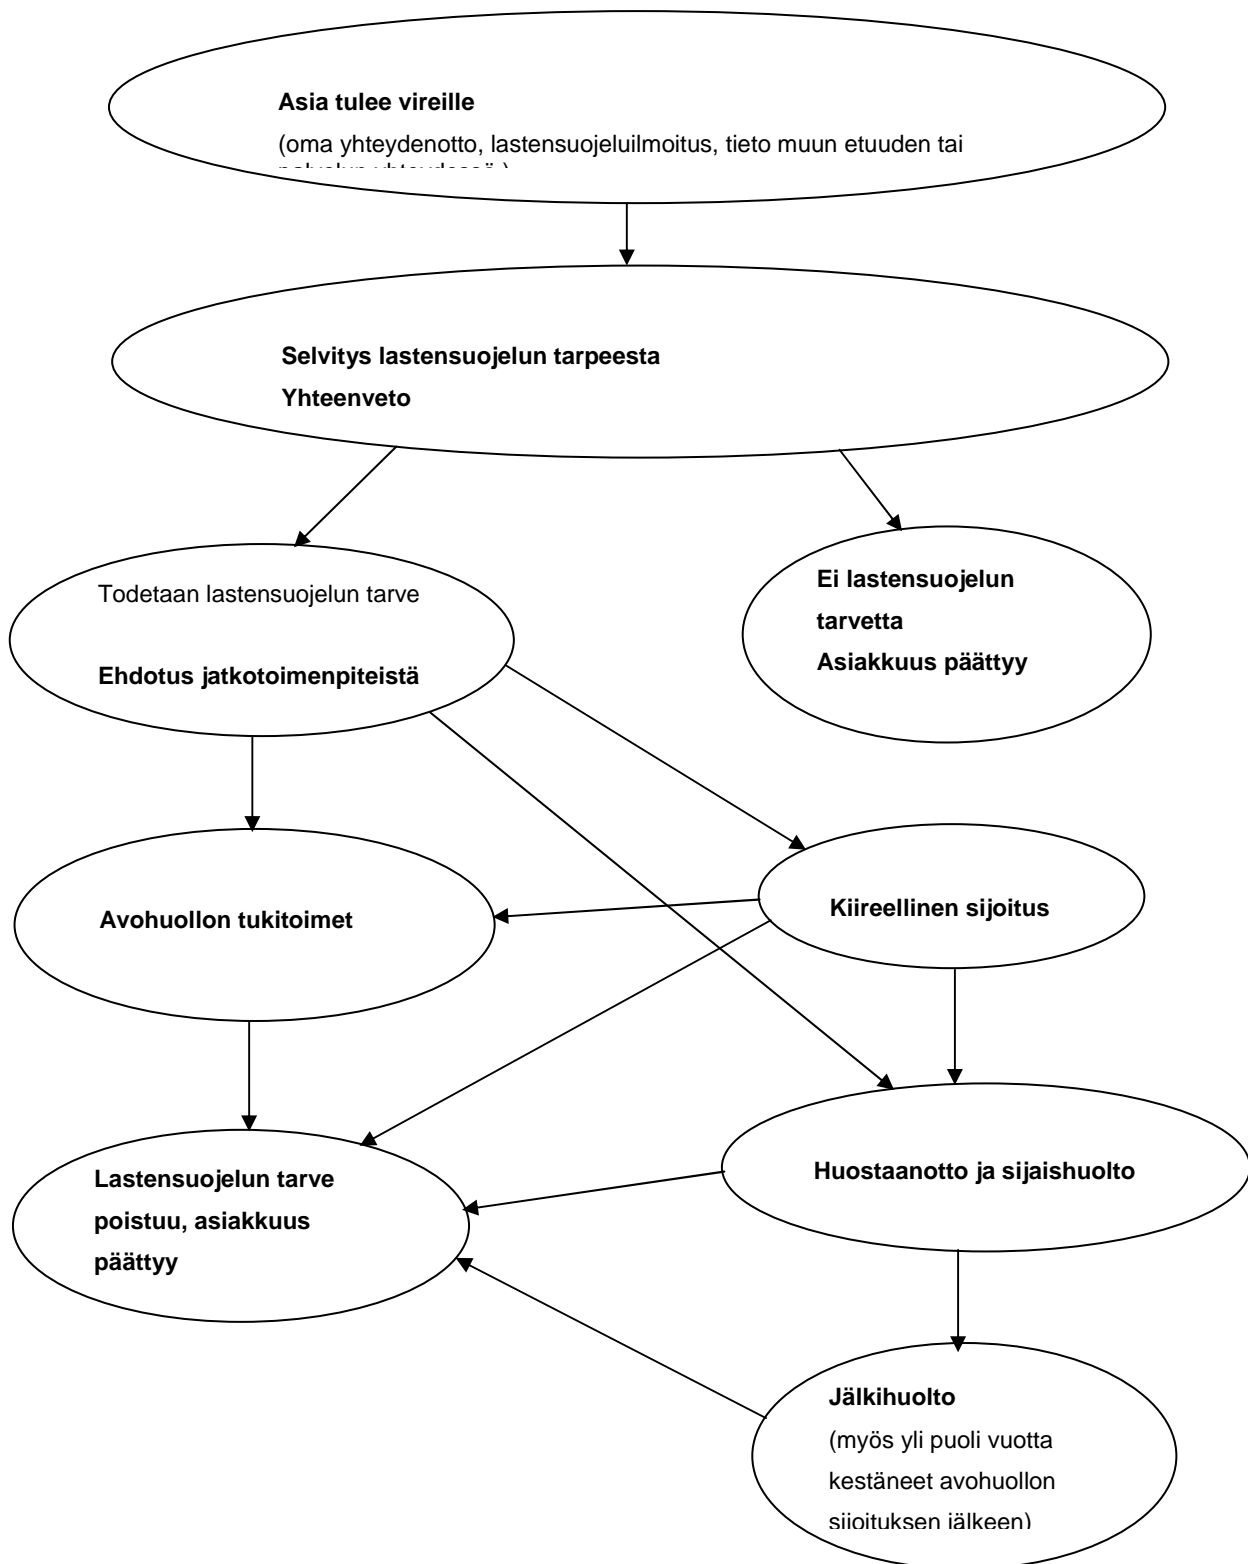 Asia tulee vireille
(oma yhteydenotto, lastensuojeluilmoitus, tieto muun etuuden tai
Selvitys lastensuojelun tarpeesta
Yhteenveto
Todetaan lastensuojelun tarve
Ehdotus jatkotoimenpiteistä
Ei lastensuojelun
tarvetta
Asiakkuus päättyy
Avohuollon tukitoimet
Kiireellinen sijoitus
Lastensuojelun tarve
poistuu, asiakkuus
päättyy
Huostaanotto ja sijaishuolto
Jälkihuolto
(myös yli puoli vuotta
kestäneet avohuollon
sijoituksen jälkeen)